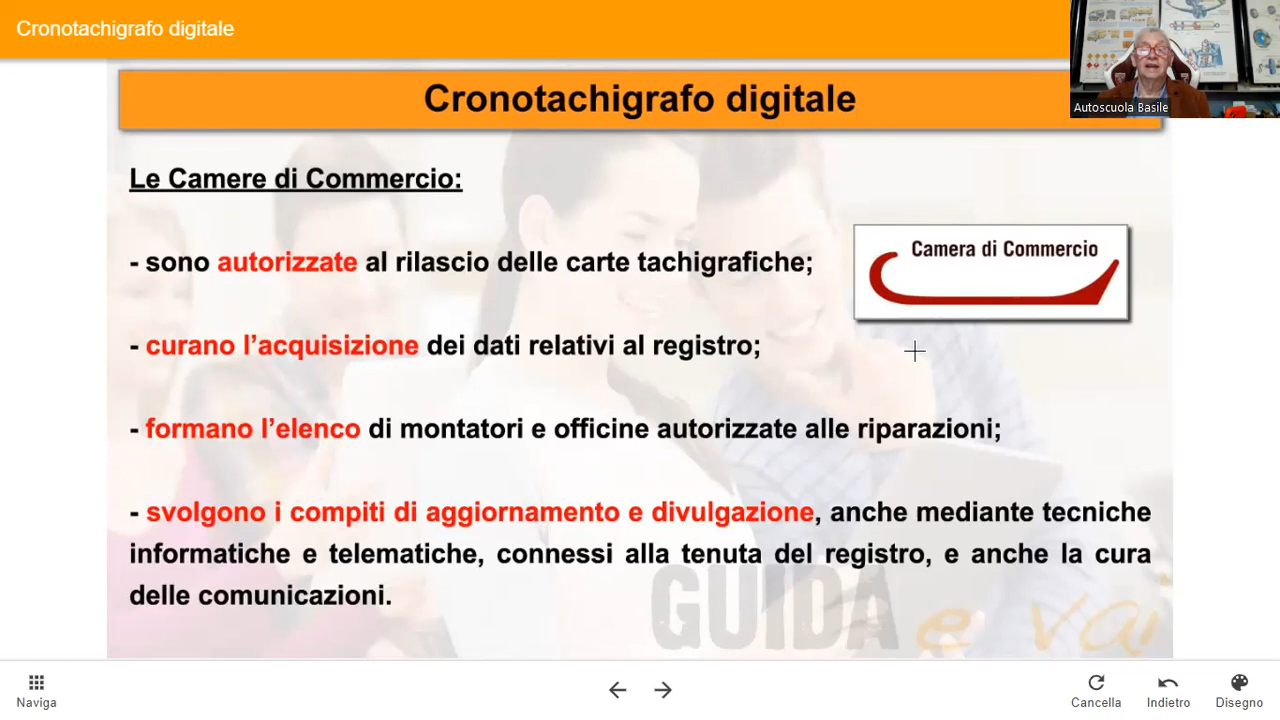 Cronotachigrafo digitale
Cronotachigrafo digitale
Autoscuola Basile
Le Camere di Commercio:
- sono autorizzate al rilascio delle carte tachigrafiche;
Camera di Commercio
- curano l’acquisizione dei dati relativi al registro;
- formano l’elenco di montatori e officine autorizzate alle riparazioni;
- svolgono i compiti di aggiornamento e divulgazione, anche mediante tecniche
informatiche e telematiche, connessi alla tenuta del registro, e anche la cura
delle comunicazioni.
GUIDA e vai
Naviga
Cancella
Indietro
Disegno